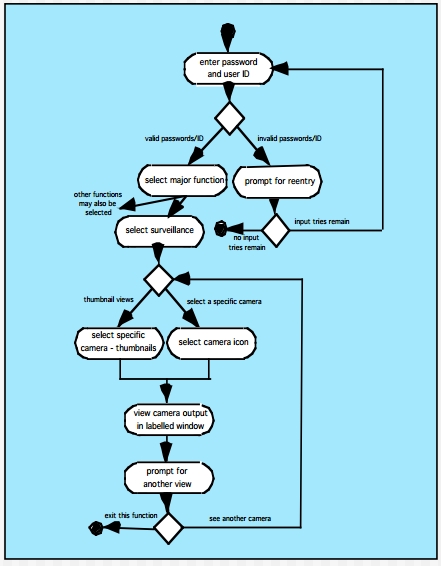 enter password
and user ID
valid passwords/ID
invalid passwords/ID
select major function
prompt for reentry
other functions
may also be
selected
input tries remain
select surveillance
no input
tries remain
thumbnail views
select a specific camera
select specific
camera - thumbnails
select camera icon
view camera output
in labelled window
prompt for
another view
exit this function
see another camera